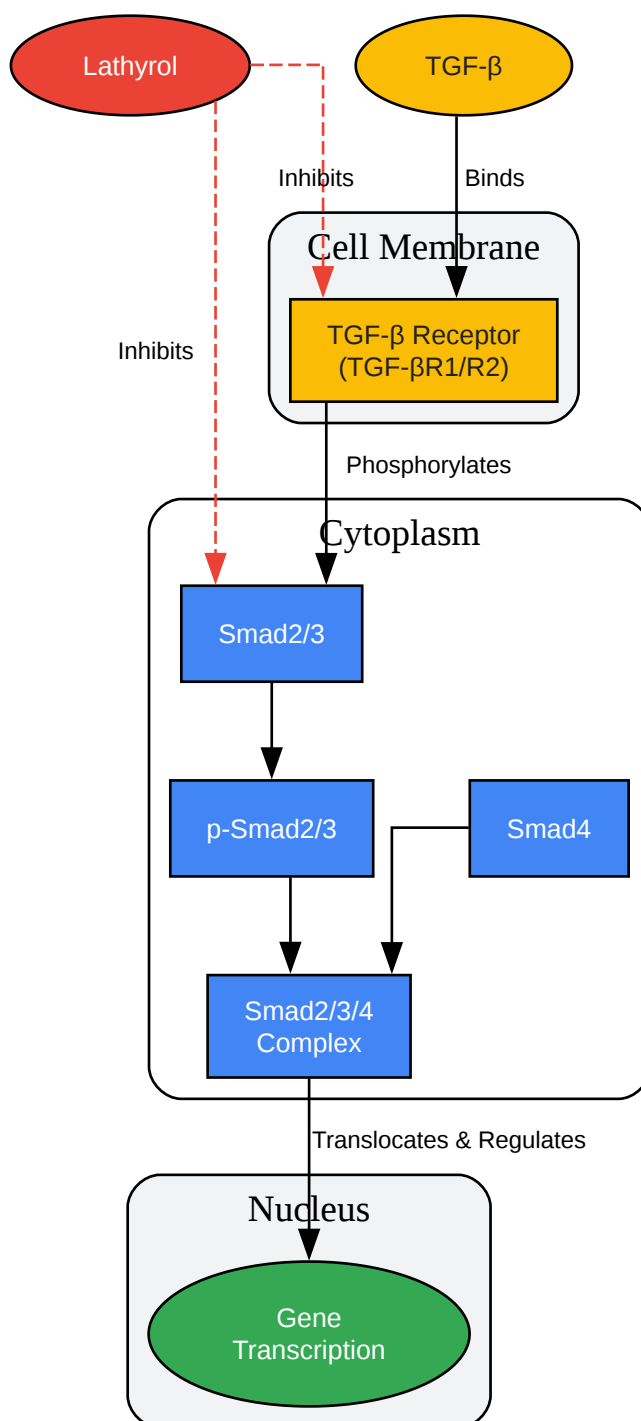 Lathyrol
TGF-β
Inhibits
Binds
Cell Membrane
TGF-β Receptor
(TGF-βR1/R2)
Inhibits
Phosphorylates
Cytoplasm
Smad2/3
p-Smad2/3
Smad4
Smad2/3/4
Complex
Translocates & Regulates
Nucleus
Gene
Transcription